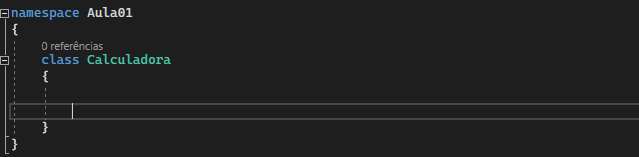 namespace Aula01
{
0 referências
class Calculadora
{
}
}